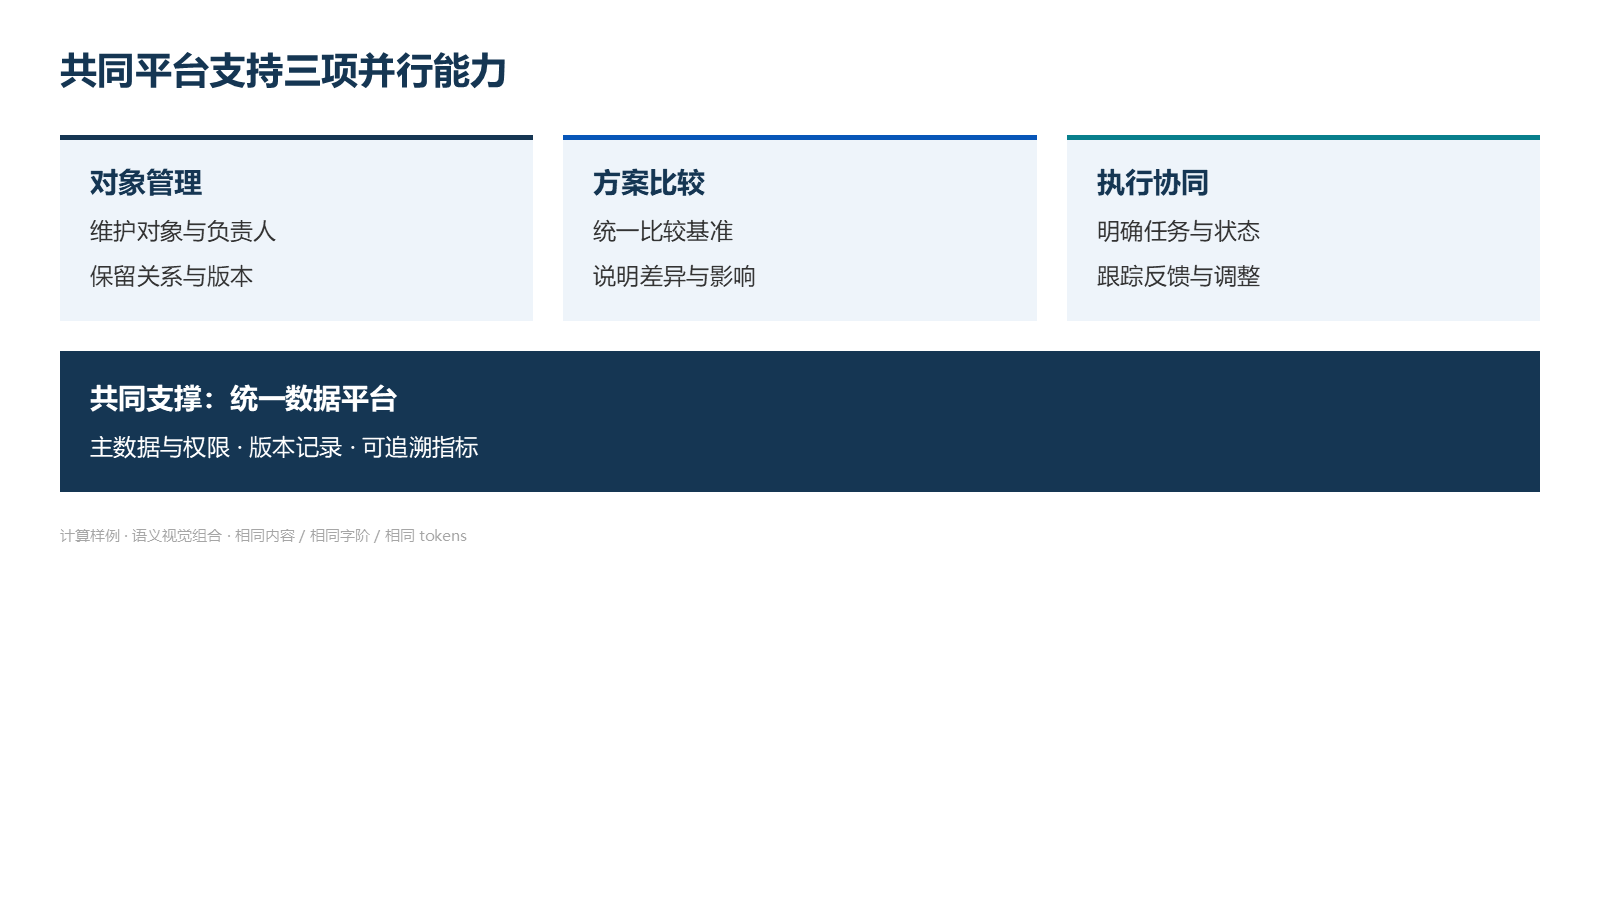 共同平台支持三项并行能力
对象管理
维护对象与负责人
保留关系与版本
方案比较
统一比较基准
说明差异与影响
执行协同
明确任务与状态
跟踪反馈与调整
共同支撑：统一数据平台
主数据与权限 · 版本记录 · 可追溯指标
计算样例 · 语义视觉组合 · 相同内容 / 相同字阶 / 相同 tokens